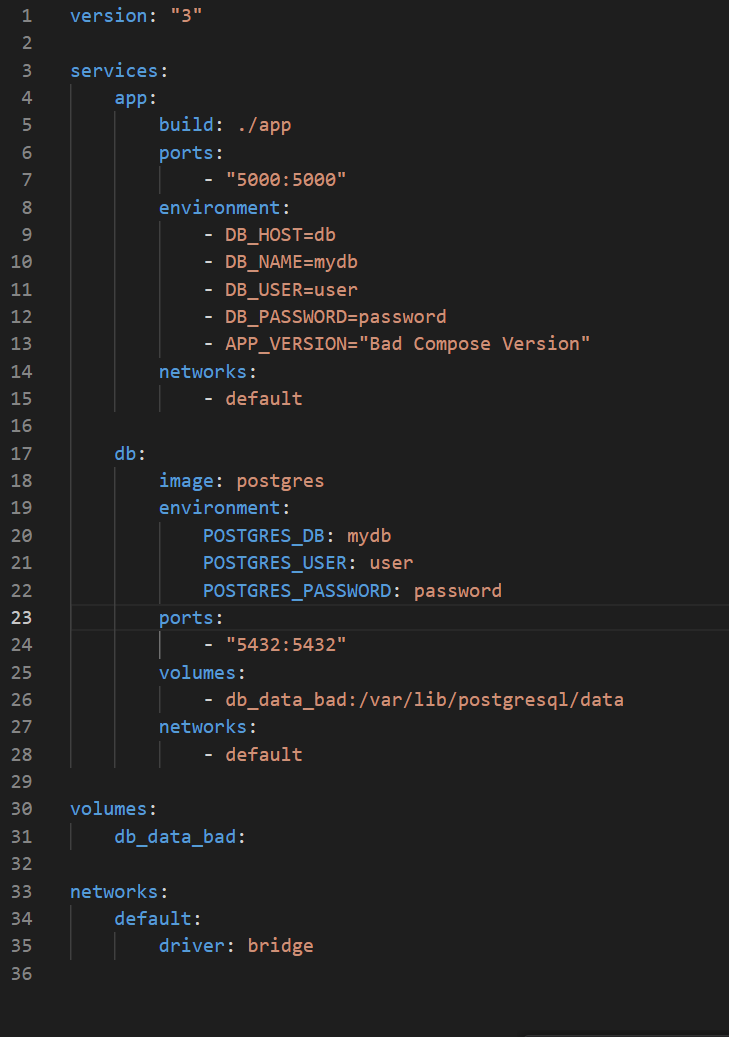 1 version: "3"
2
3 services:
4     app:
5         build: ./app
6         ports:
7             - "5000:5000"
8         environment:
9             - DB_HOST=db
10             - DB_NAME=mydb
11             - DB_USER=user
12             - DB_PASSWORD=password
13             - APP_VERSION="Bad Compose Version"
14         networks:
15             - default
16
17     db:
18         image: postgres
19         environment:
20             POSTGRES_DB: mydb
21             POSTGRES_USER: user
22             POSTGRES_PASSWORD: password
23         ports:
24             - "5432:5432"
25         volumes:
26             - db_data_bad:/var/lib/postgresql/data
27         networks:
28             - default
29
30 volumes:
31     db_data_bad:
32
33 networks:
34     default:
35         driver: bridge
36